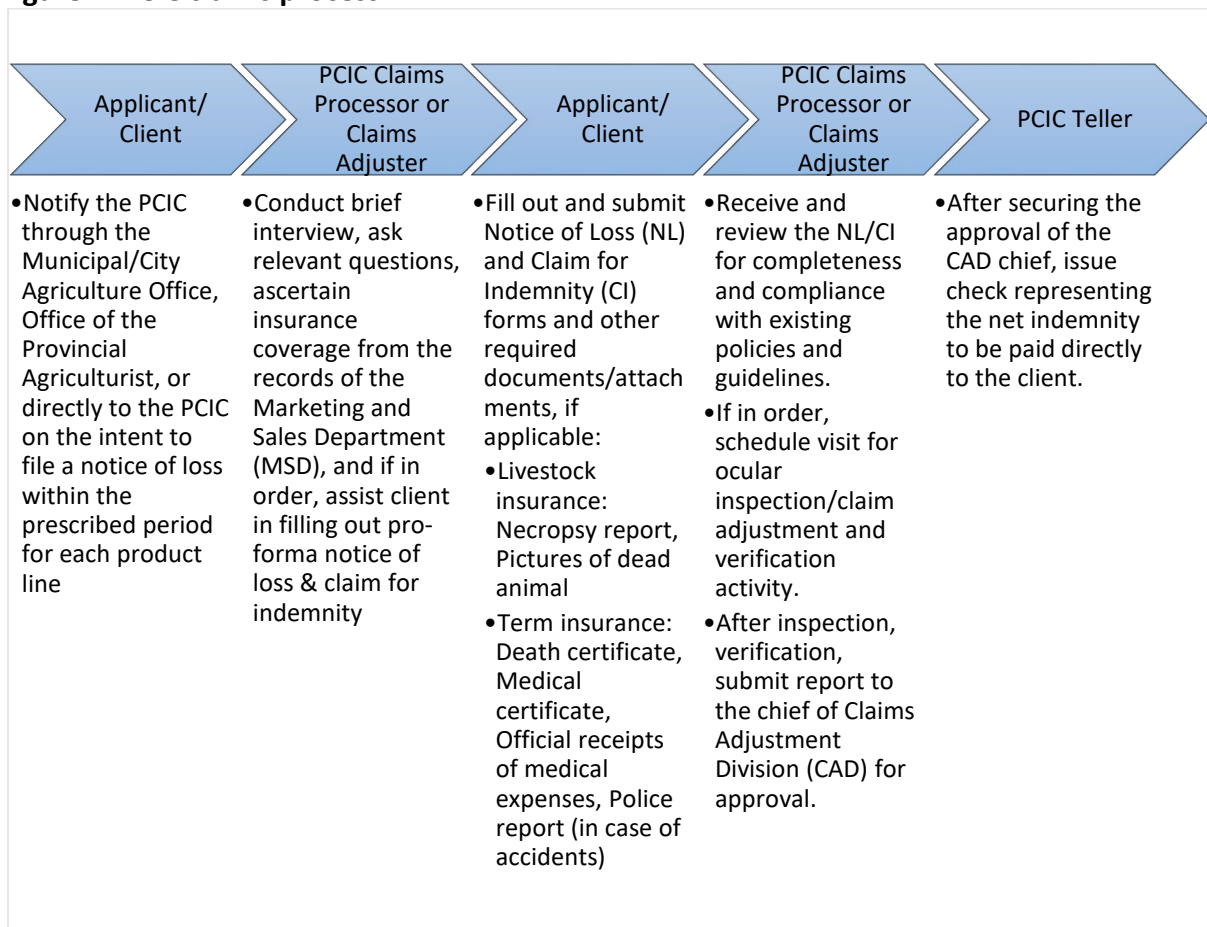 Applicant/
Client
PCIC Claims
Processor or
Claims
Adjuster
Applicant/
Client
PCIC Claims
Processor or
Claims
Adjuster
PCIC Teller
•Notify the PCIC
through the
Municipal/City
Agriculture Office,
Office of the
Provincial
Agriculturist, or
directly to the PCIC
on the intent to
file a notice of loss
within the
prescribed period
for each product
line
•Conduct brief
interview, ask
relevant questions,
ascertain
insurance
coverage from the
records of the
Marketing and
Sales Department
(MSD), and if in
order, assist client
in filling out pro-
forma notice of
loss & claim for
indemnity
•Fill out and submit
Notice of Loss (NL)
and Claim for
Indemnity (CI)
forms and other
required
documents/attach
ments, if
applicable:
•Livestock
insurance:
Necropsy report,
Pictures of dead
animal
•Term insurance:
Death certificate,
Medical
certificate,
Official receipts
of medical
expenses, Police
report (in case of
accidents)
•Receive and
review the NL/CI
for completeness
and compliance
with existing
policies and
guidelines.
•If in order,
schedule visit for
ocular
inspection/claim
adjustment and
verification
activity.
•After inspection,
verification,
submit report to
the chief of Claims
Adjustment
Division (CAD) for
approval.
•After securing the
approval of the
CAD chief, issue
check representing
the net indemnity
to be paid directly
to the client.